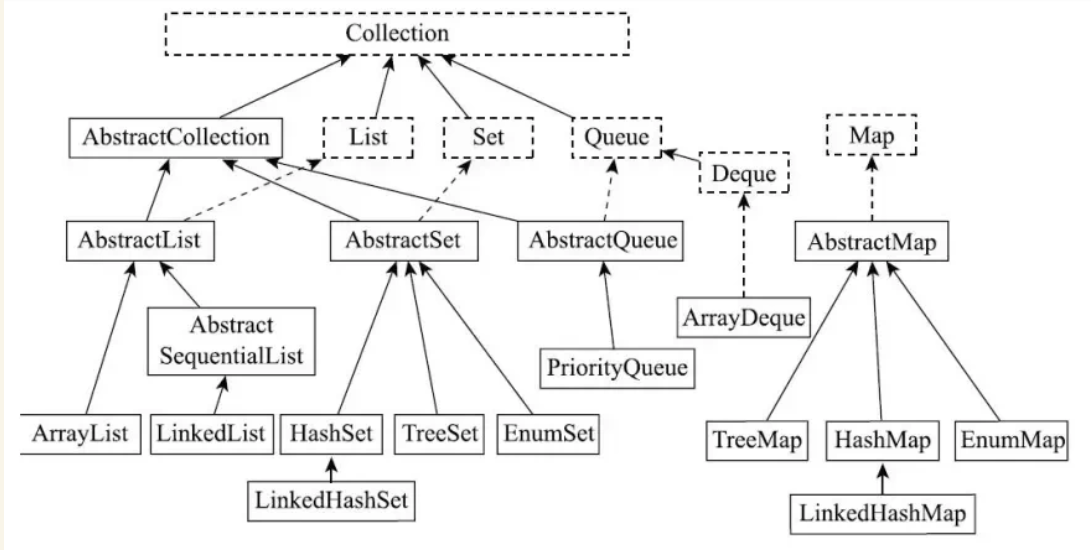 Collection
AbstractCollection
List
Set
Queue
Map
Deque
AbstractList
AbstractSet
AbstractQueue
AbstractMap
ArrayDeque
Abstract
SequentialList
PriorityQueue
ArrayList
LinkedList
HashSet
TreeSet
EnumSet
TreeMap
HashMap
EnumMap
LinkedHashSet
LinkedHashMap